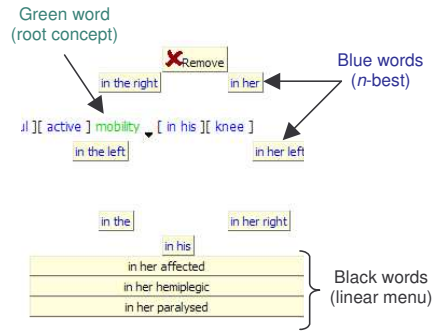 Green word
(root concept)
Remove
Blue words
(n-best)
in the right
in her
ul ][ active ] mobility [ in his ][ knee ]
in the left
in her left
in the
in her right
in his
in her affected
in her hemiplegic
in her paralysed
Black words
(linear menu)